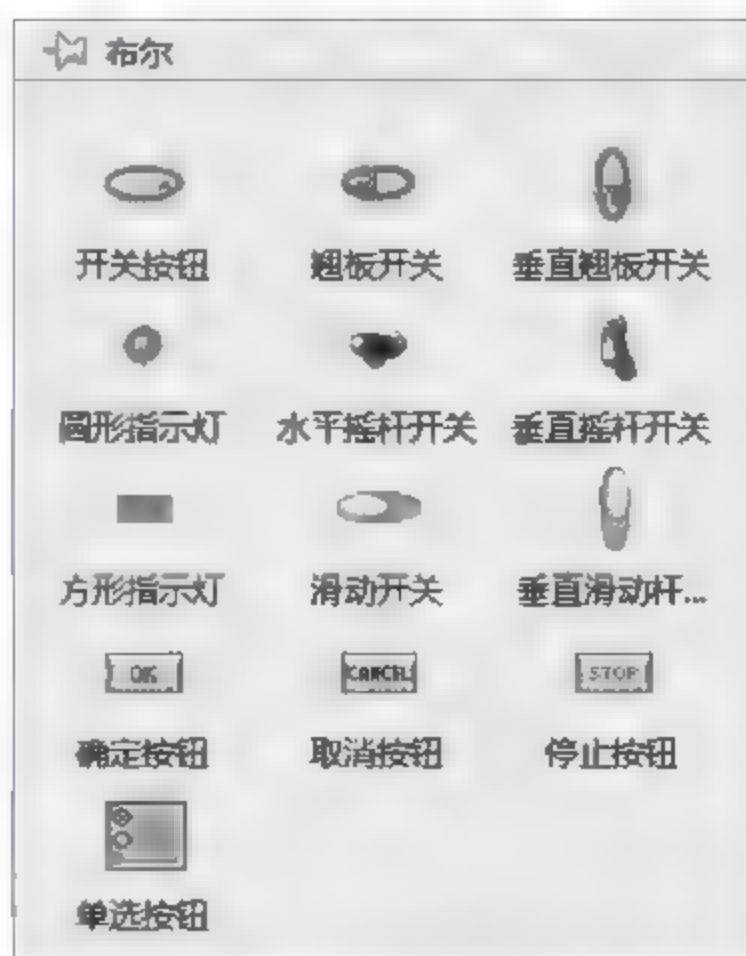 布尔
开关按钮 翘板开关 垂直翘板开关
圆形指示灯 水平摇杆开关 垂直摇杆开关
方形指示灯 滑动开关 垂直滑动杆...
OK CANCEL STOP
确定按钮 取消按钮 停止按钮
单选按钮